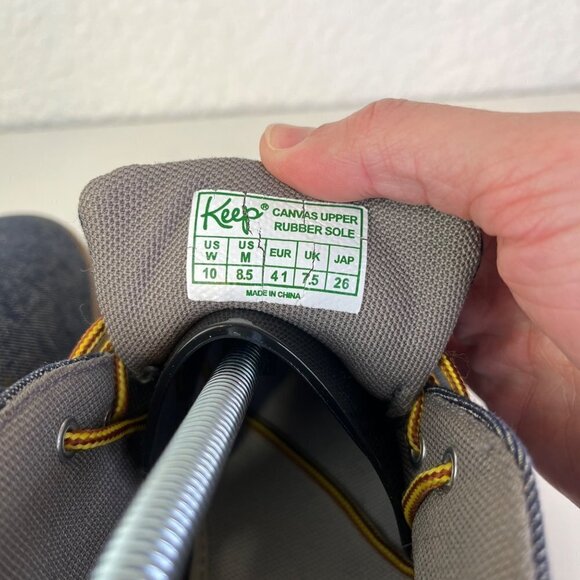 Keep® CANVAS UPPER
RUBBER SOLE
US W US M EUR UK JAP
10 8.5 41 7.5 26
MADE IN CHINA